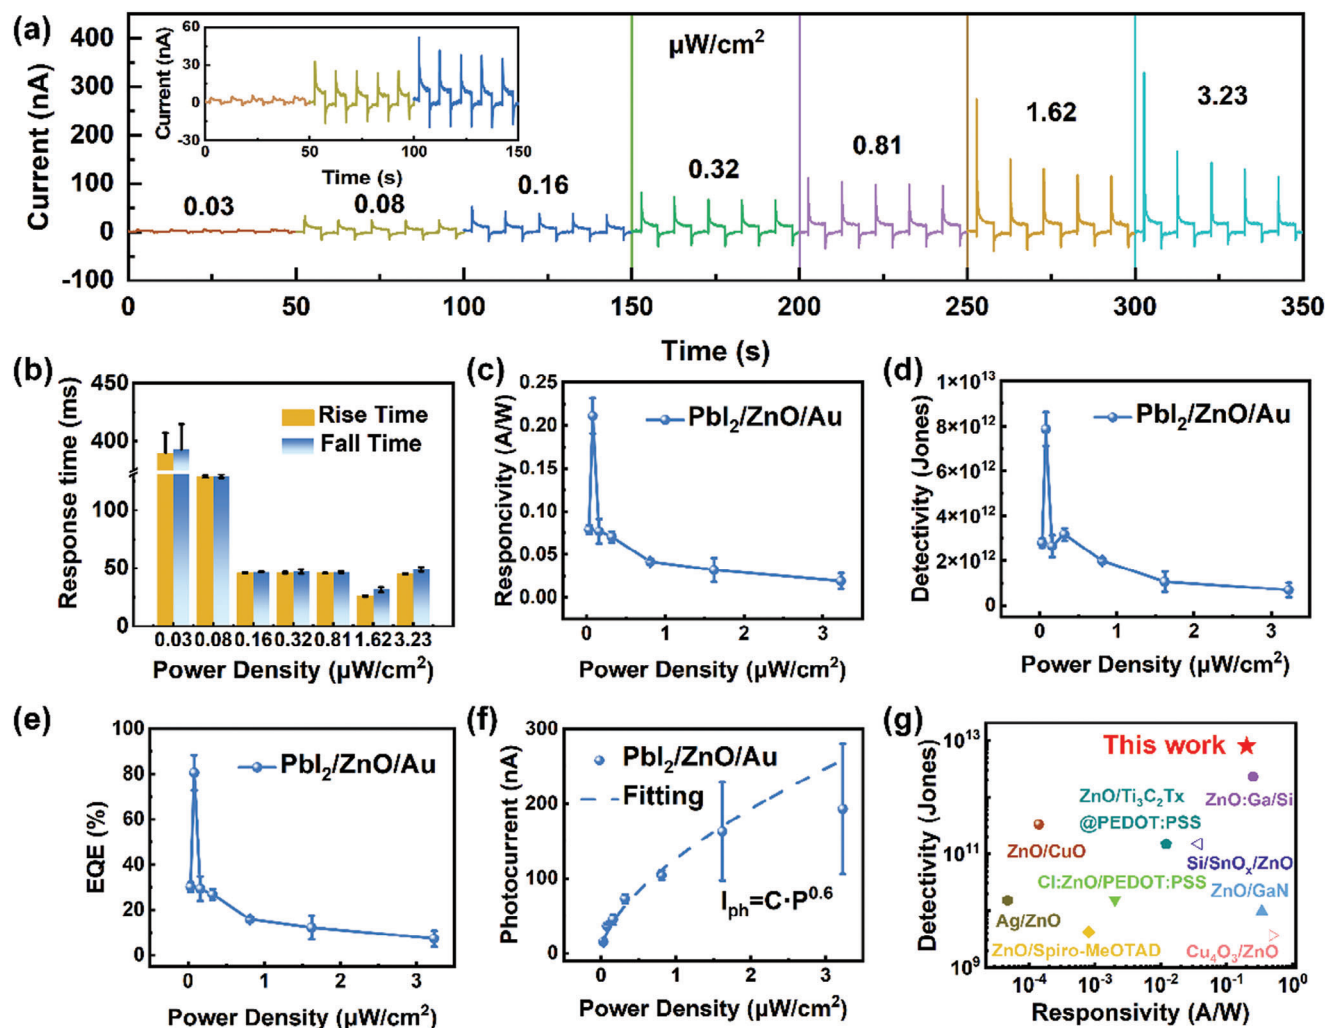 (a)
450
400
300
200
100
0
-100
Current (nA)
0
50
100
150
200
250
300
350
Time (s)
60
30
0
-30
Current (nA)
0
50
100
150
Time (s)
µW/cm²
0.03
0.08
0.16
0.32
0.81
1.62
3.23
(b)
Response time (ms)
450
400
100
50
0
Rise Time
Fall Time
0.03 0.08 0.16 0.32 0.81 1.62 3.23
Power Density (µW/cm²)
(c)
Responcivity (A/W)
0.25
0.20
0.15
0.10
0.05
0.00
PbI₂/ZnO/Au
0 1 2 3
Power Density (µW/cm²)
(d)
Detectivity (Jones)
1×10¹³
8×10¹²
6×10¹²
4×10¹²
2×10¹²
0
PbI₂/ZnO/Au
0 1 2 3
Power Density (µW/cm²)
(e)
EQE (%)
100
80
60
40
20
0
PbI₂/ZnO/Au
0 1 2 3
Power Density (µW/cm²)
(f)
Photocurrent (nA)
300
200
100
0
PbI₂/ZnO/Au
Fitting
Iₚₕ=C·P⁰·⁶
0 1 2 3
Power Density (µW/cm²)
(g)
Detectivity (Jones)
10¹³
10¹¹
10⁹
This work
ZnO/Ti₃C₂Tx
@PEDOT:PSS
ZnO:Ga/Si
ZnO/CuO
Si/SnOₓ/ZnO
Cl:ZnO/PEDOT:PSS
ZnO/GaN
Ag/ZnO
ZnO/Spiro-MeOTAD
Cu₄O₃/ZnO
10⁻⁴ 10⁻³ 10⁻² 10⁻¹ 10⁰
Responsivity (A/W)